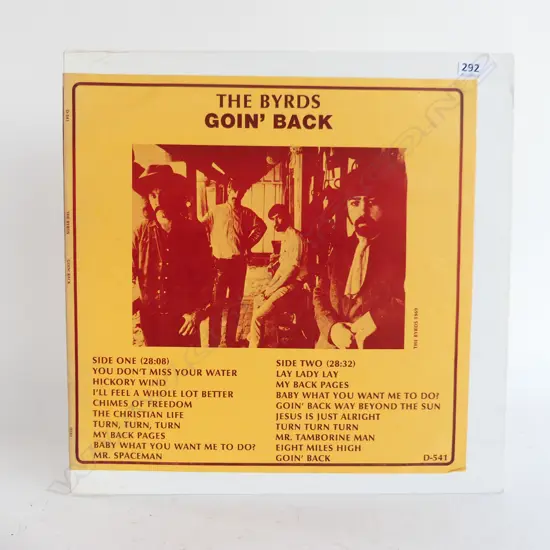 292
THE BYRDS
GOIN' BACK
THE BYRDS 1969
SIDE ONE (28:08)
YOU DON'T MISS YOUR WATER
HICKORY WIND
I'LL FEEL A WHOLE LOT BETTER
CHIMES OF FREEDOM
THE CHRISTIAN LIFE
TURN, TURN, TURN
MY BACK PAGES
BABY WHAT YOU WANT ME TO DO?
MR. SPACEMAN
SIDE TWO (28:32)
LAY LADY LAY
MY BACK PAGES
BABY WHAT YOU WANT ME TO DO?
GOIN' BACK WAY BEYOND THE SUN
JESUS IS JUST ALRIGHT
TURN TURN TURN
MR. TAMBORINE MAN
EIGHT MILES HIGH
GOIN' BACK
D-541
THE BYRDS
GOIN' BACK